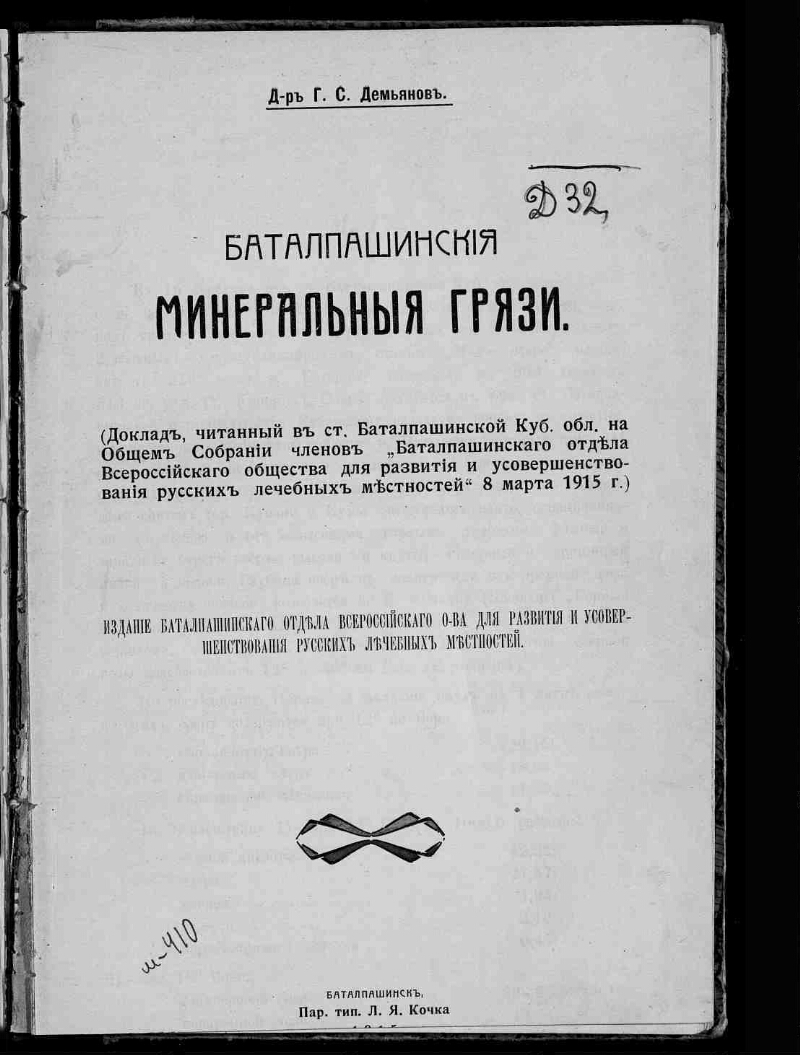 Д-ръ Г. С. Демьяновъ.
Д 32,
БАТАЛПАШИНСКІЯ
МИНЕРАЛЬНЫЯ ГРЯЗИ.
(Докладъ, читанный въ ст. Баталпашинской Куб. обл. на
Общемъ Собраніи членовъ „Баталпашинскаго отдѣла
Всероссійскаго общества для развитія и усовершенство-
ванія русскихъ лечебныхъ мѣстностей“ 8 марта 1915 г.)
ИЗДАНІЕ БАТАЛПАШИНСКАГО ОТДѢЛА ВСЕРОССІЙСКАГО О-ВА ДЛЯ РАЗВИТІЯ И УСОВЕР-
ШЕНСТВОВАНІЯ РУССКИХЪ ЛѢЧЕБНЫХЪ МѢСТНОСТЕЙ.
и-410
БАТАЛПАШИНСКЪ,
Пар. тип. Л. Я. Кочка